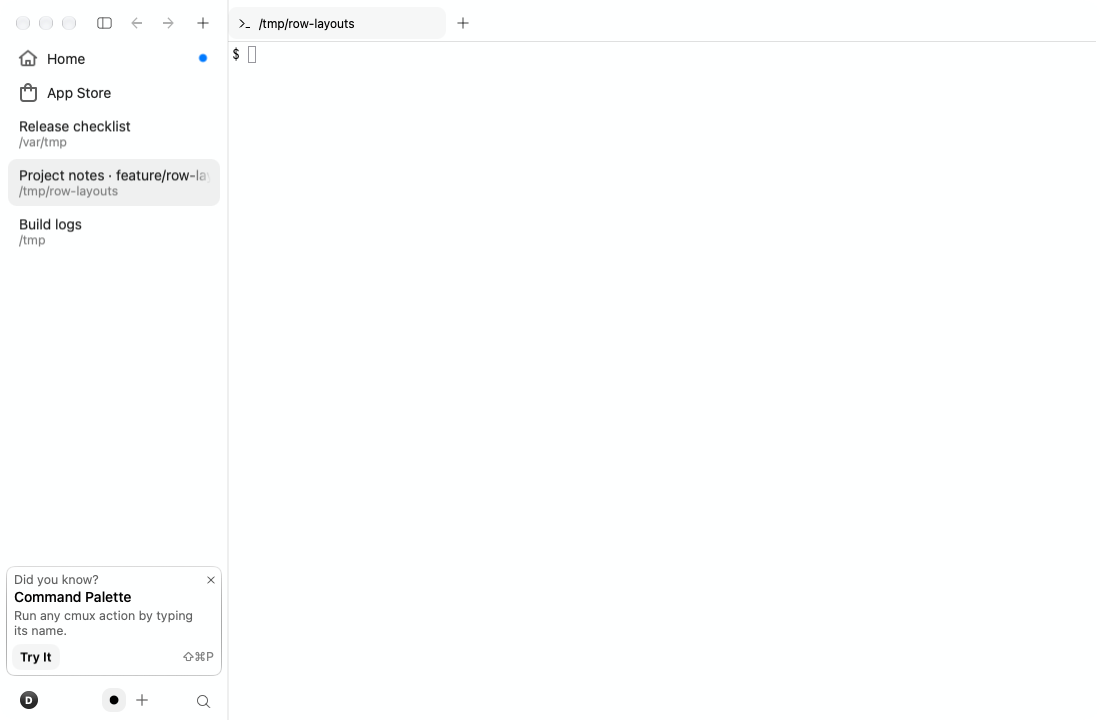 /tmp/row-layouts
$
Home
App Store
Release checklist
/var/tmp
Project notes · feature/row-la
/tmp/row-layouts
Build logs
/tmp
Did you know?
Command Palette
Run any cmux action by typing
its name.
Try It
⇧⌘P
D